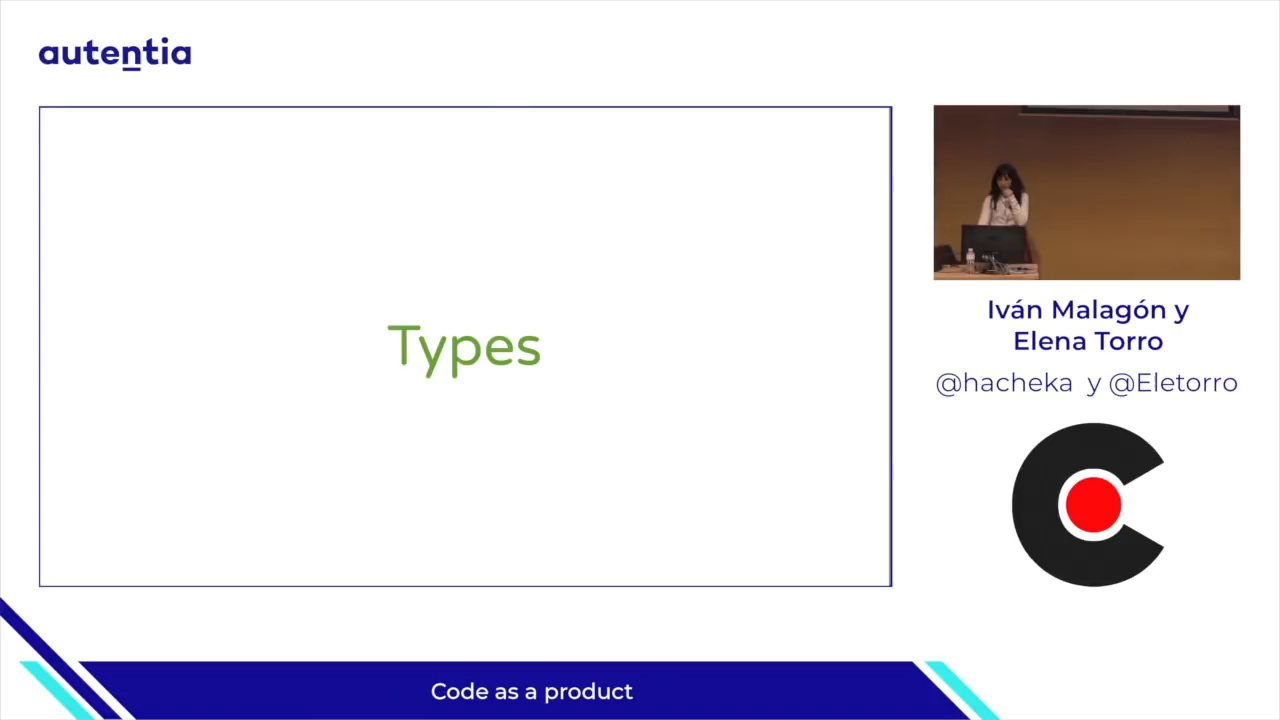 autentia
Types
Iván Malagón y
Elena Torro
@hacheka y @Eletorro
Code as a product